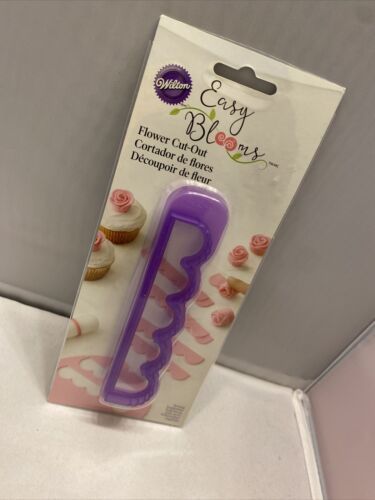 Wilton
Easy
Blooms
Flower Cut-Out
Cortador de flores
Découpoir de fleur